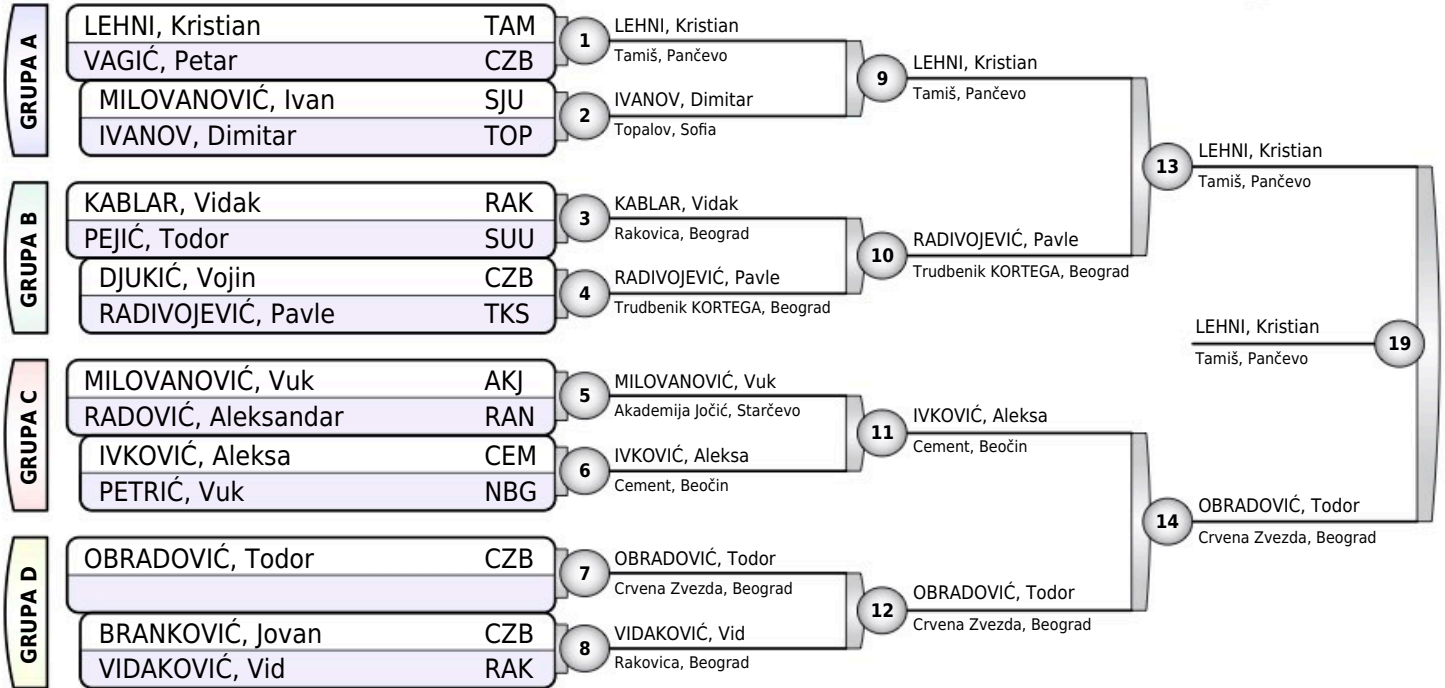 GRUPA A
LEHNI, Kristian TAM
VAGIĆ, Petar CZB
MILOVANOVIĆ, Ivan SJU
IVANOV, Dimitar TOP
GRUPA B
KABLAR, Vidak RAK
PEJIĆ, Todor SUU
DJUKIĆ, Vojin CZB
RADIVOJEVIĆ, Pavle TKS
GRUPA C
MILOVANOVIĆ, Vuk AKJ
RADOVIĆ, Aleksandar RAN
IVKOVIĆ, Aleksa CEM
PETRIĆ, Vuk NBG
GRUPA D
OBRADOVIĆ, Todor CZB
BRANKOVIĆ, Jovan CZB
VIDAKOVIĆ, Vid RAK
1
LEHNI, Kristian
Tamiš, Pančevo
2
IVANOV, Dimitar
Topalov, Sofia
3
KABLAR, Vidak
Rakovica, Beograd
4
RADIVOJEVIĆ, Pavle
Trudbenik KORTEGA, Beograd
5
MILOVANOVIĆ, Vuk
Akademija Jočić, Starčevo
6
IVKOVIĆ, Aleksa
Cement, Beočin
7
OBRADOVIĆ, Todor
Crvena Zvezda, Beograd
8
VIDAKOVIĆ, Vid
Rakovica, Beograd
9
LEHNI, Kristian
Tamiš, Pančevo
10
RADIVOJEVIĆ, Pavle
Trudbenik KORTEGA, Beograd
11
IVKOVIĆ, Aleksa
Cement, Beočin
12
OBRADOVIĆ, Todor
Crvena Zvezda, Beograd
13
LEHNI, Kristian
Tamiš, Pančevo
14
OBRADOVIĆ, Todor
Crvena Zvezda, Beograd
LEHNI, Kristian
Tamiš, Pančevo
19